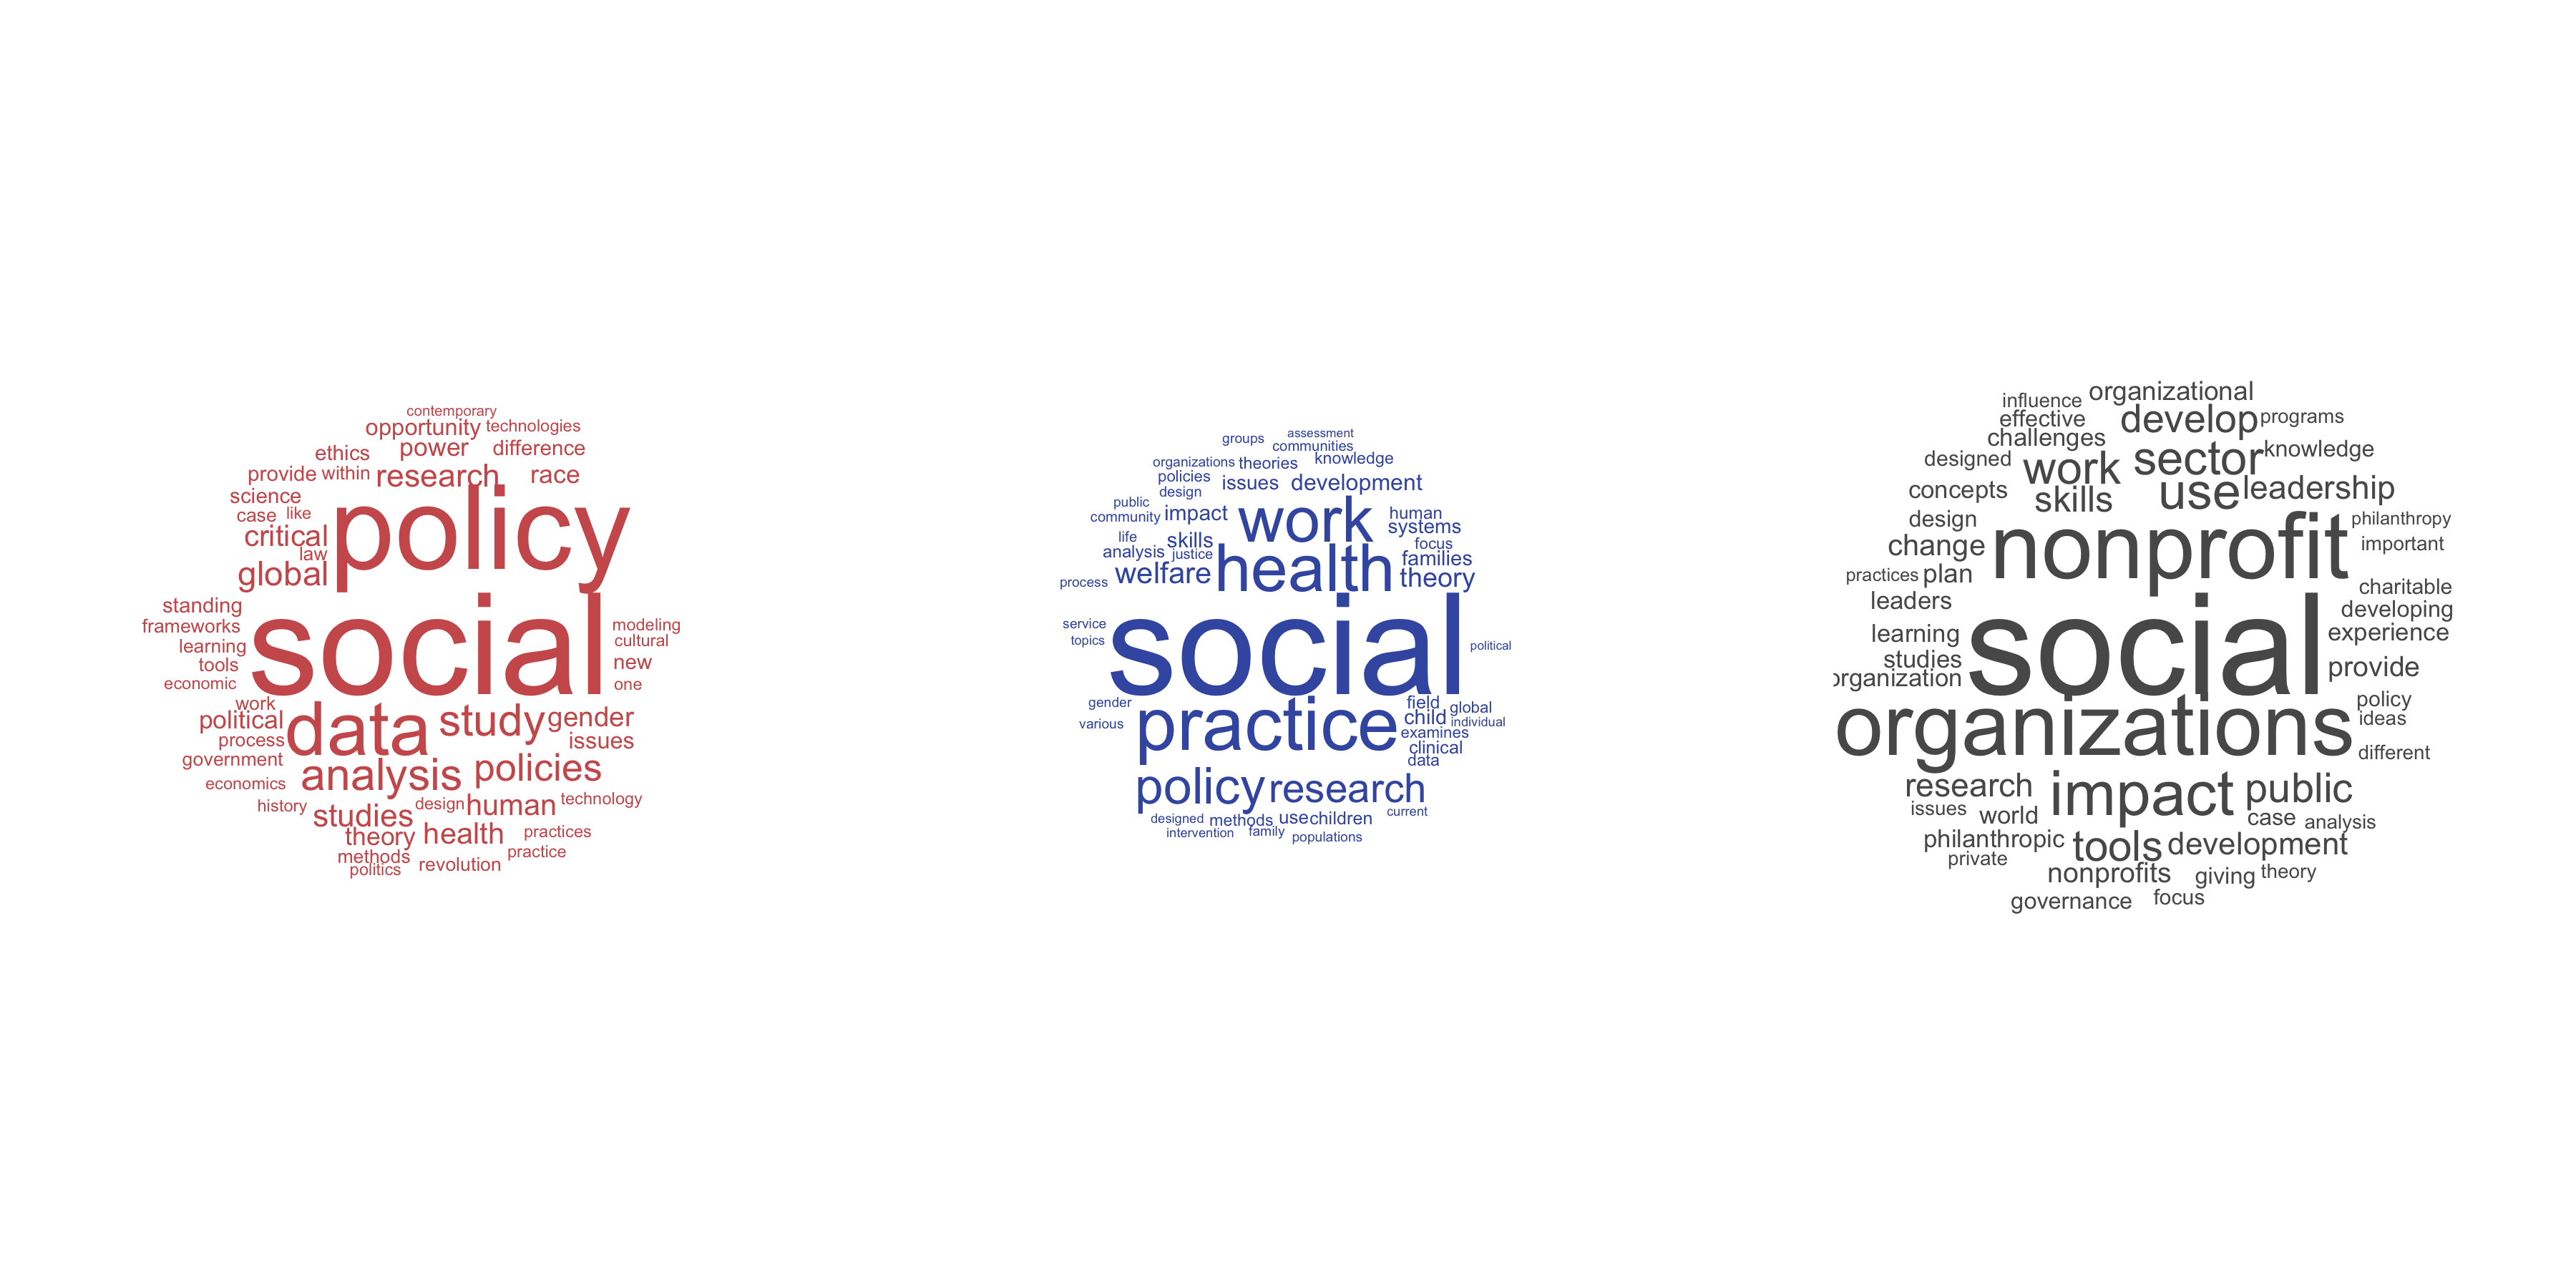 contemporary
opportunity technologies
ethics power difference
provide within research race
science
case like
critical policy
law
global
standing
frameworks
learning
tools
economic
social
modeling
cultural
new
one
work
political data study gender
process issues
government
economics analysis policies
history studies design human technology
theory health practices
methods practice
politics revolution
groups assessment
communities
organizations theories knowledge
policies issues development
design
public
community impact work human
systems
life skills focus
analysis justice health families
process welfare theory
service
topics
social
political
gender
various
practice
field global
child individual
examines
clinical
data
policy research
designed methods use children current
intervention family populations
influence organizational
effective develop programs
challenges
designed work sector knowledge
concepts skills use leadership
design
change nonprofit philanthropy
important
practices plan
leaders
charitable
developing
learning social experience
studies
provide
organizations
policy
ideas
different
research impact public
issues world case analysis
philanthropic tools development
private
nonprofits giving theory
governance focus